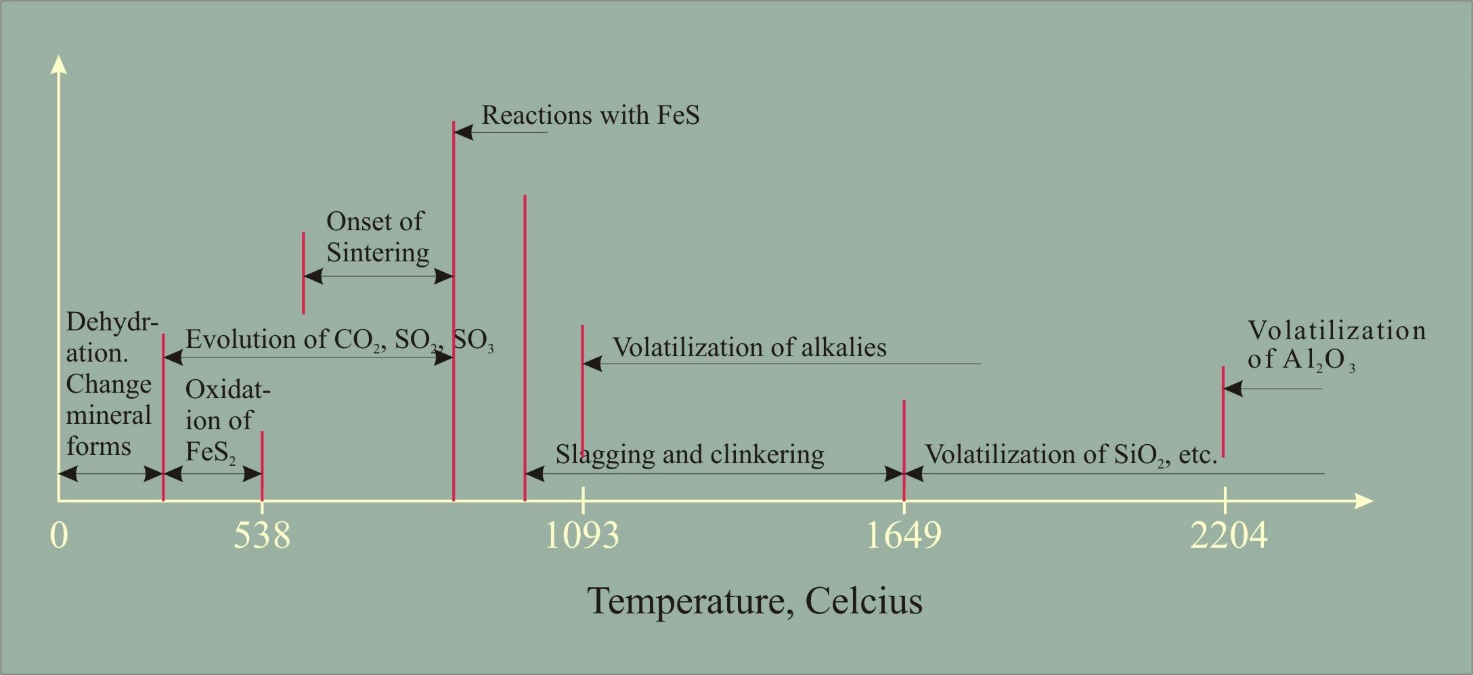 Reactions with FeS
Onset of
Sintering
Dehydr-
ation.
Change
mineral
forms
Evolution of CO₂, SO₂, SO₃
Oxidat-
ion of
FeS₂
Volatilization of alkalies
Slagging and clinkering
Volatilization of SiO₂, etc.
Volatilization
of Al₂O₃
0
538
1093
1649
2204
Temperature, Celcius